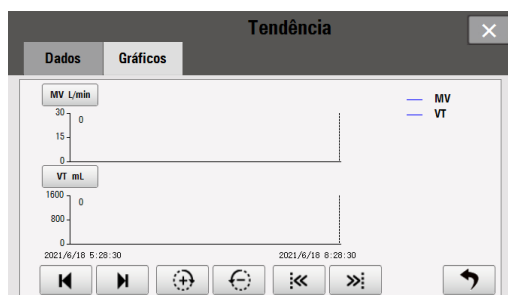 Tendência
Dados Gráficos
MV L/min
30
0
15
0
MV
VT
VT mL
1600
0
800
0
2021/6/18 5:28:30 2021/6/18 8:28:30